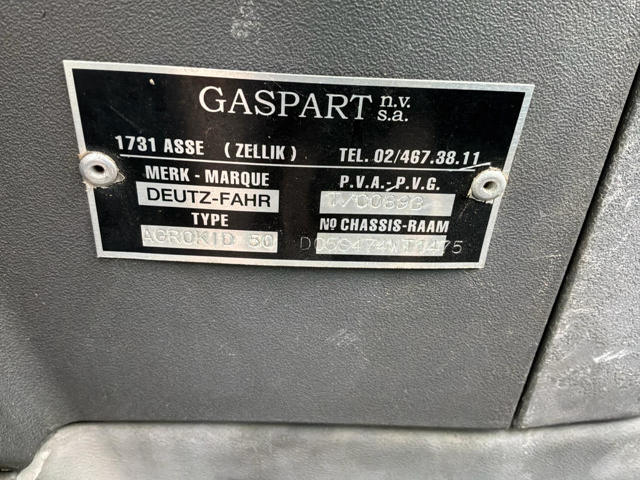 GASPART n.v. s.a.
1731 ASSE (ZELLIK) TEL. 02/467.38.11
MERK - MARQUE P.V.A.-P.V.G.
DEUTZ-FAHR
TYPE No CHASSIS-RAAM
AGROKID 50